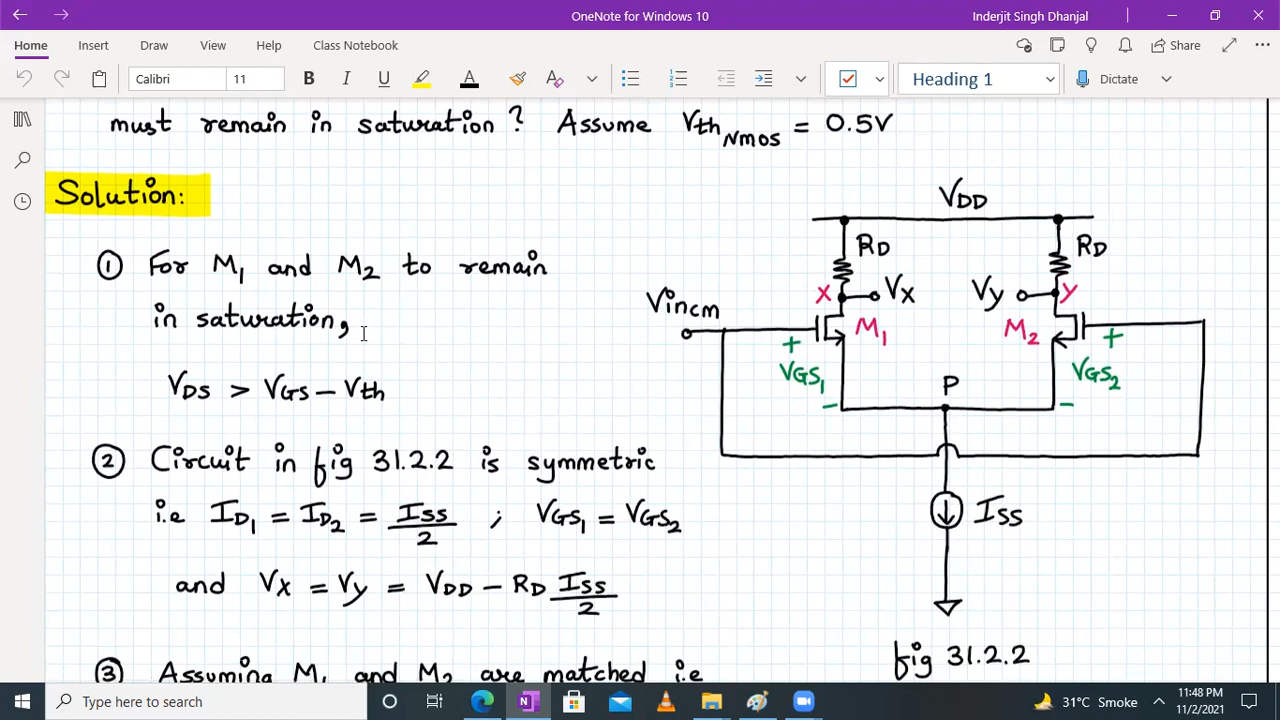 OneNote for Windows 10
Inderjit Singh Dhanjal
Home Insert Draw View Help Class Notebook
Share
Calibri 11 B I U A
Heading 1
Dictate
must remain in saturation? Assume VthNmos = 0.5V
Solution:
① For M1 and M2 to remain
in saturation,
VDS > VGS - Vth
② Circuit in fig 31.2.2 is symmetric
i.e ID1 = ID2 = ISS/2 ; VGS1 = VGS2
and VX = VY = VDD - RD ISS/2
③ Assuming M1 and M2 are matched i.e
VDD
RD RD
X VX VY Y
Vincm
M1 M2
+ +
VGS1 VGS2
P
- -
ISS
fig 31.2.2
Type here to search
31°C Smoke
11:48 PM
11/2/2021